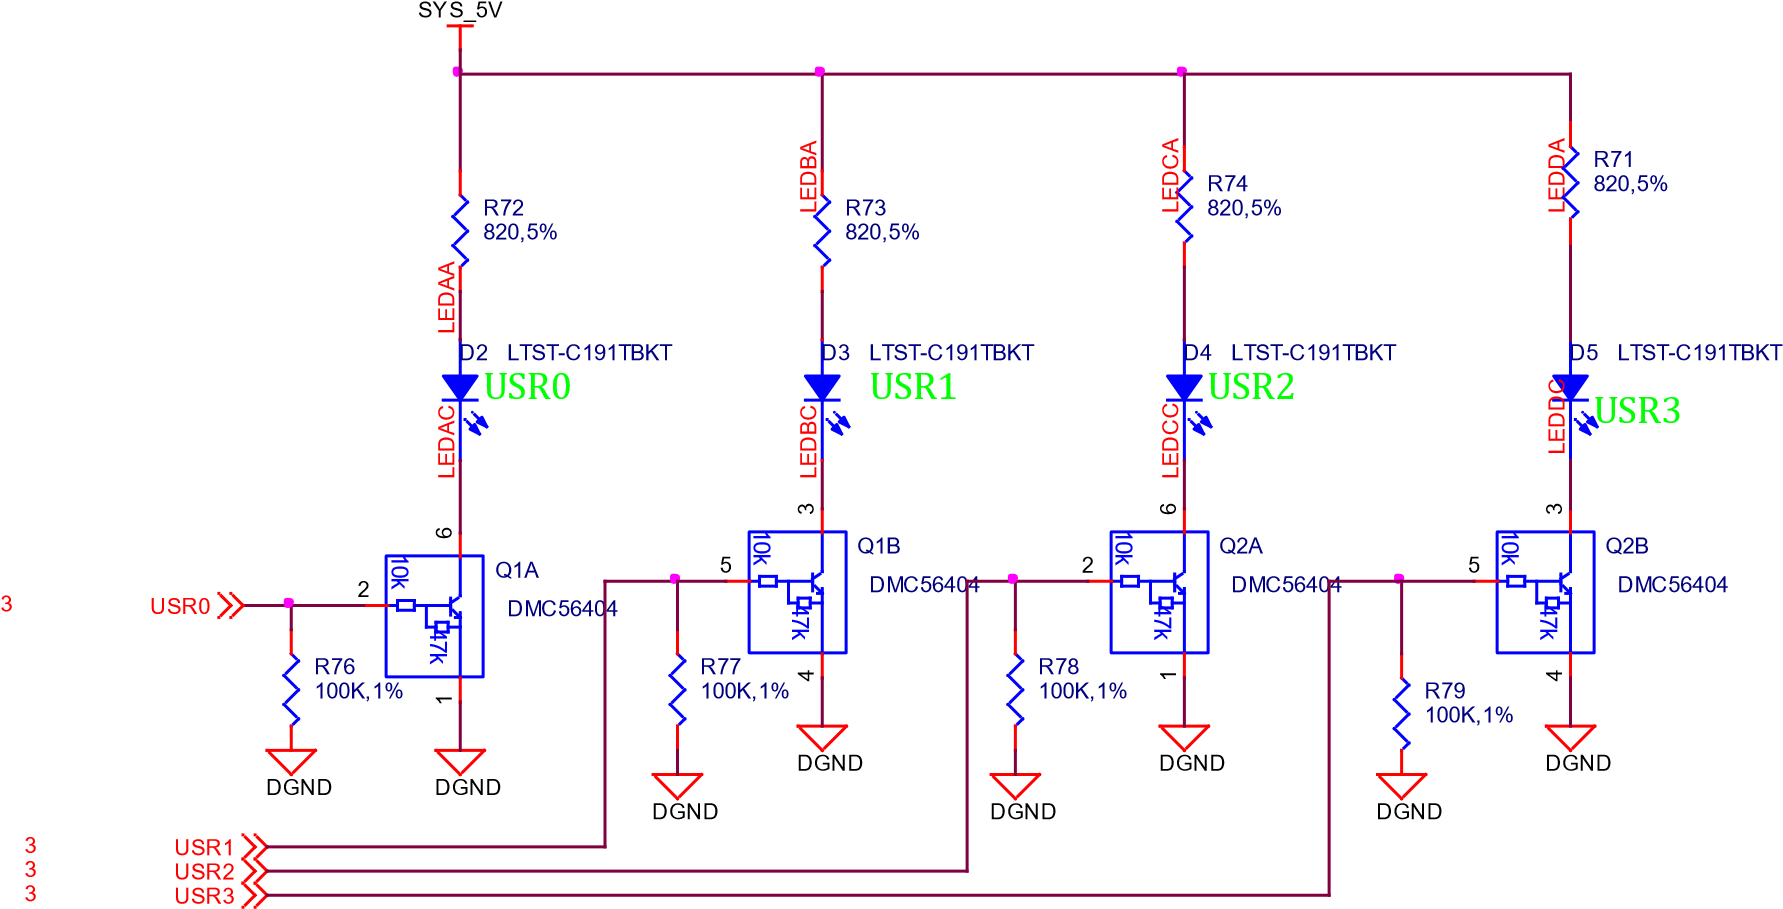 SYS_5V
LEDBA
LEDCA
LEDDA
R71
820,5%
R74
820,5%
R72
820,5%
R73
820,5%
LEDAA
D2 LTST-C191TBKT
D3 LTST-C191TBKT
D4 LTST-C191TBKT
D5 LTST-C191TBKT
USR0
USR1
USR2
USR3
LEDAC
LEDBC
LEDCC
LEDDC
6
3
6
3
10k
Q1A
DMC56404
47K
2
1
10k
Q1B
DMC56404
47K
5
4
10k
Q2A
DMC56404
47K
2
1
10k
Q2B
DMC56404
47K
5
4
3
USR0
R76
100K,1%
R77
100K,1%
R78
100K,1%
R79
100K,1%
DGND
DGND
DGND
DGND
DGND
DGND
DGND
DGND
3 USR1
3 USR2
3 USR3